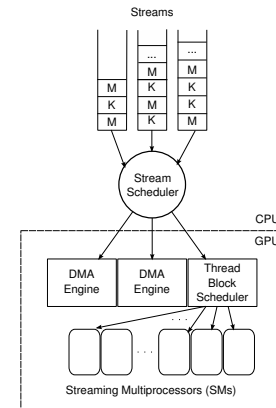 Streams
... ...
M M
M K K
K M K
M K M
Stream
Scheduler
CPU
GPU
DMA
Engine
DMA
Engine
Thread
Block
Scheduler
. . .
. . .
Streaming Multiprocessors (SMs)